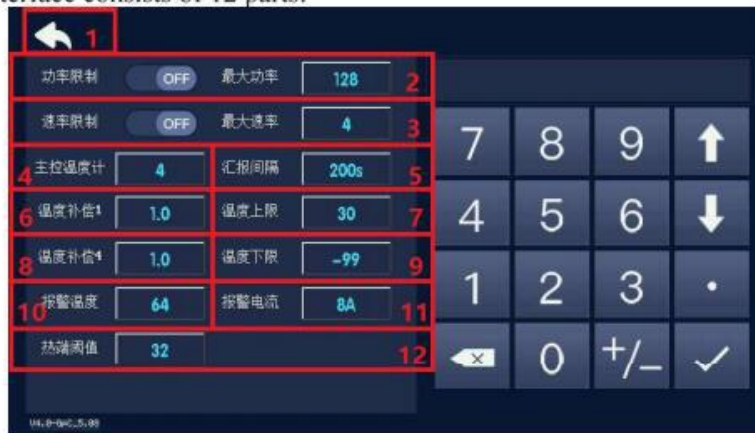 terface consists of 12 parts.
1
功率限制 OFF 最大功率 128 2
速率限制 OFF 最大速率 4 3
4 主控温度计 4 汇报间隔 200s 5
6 温度补偿1 1.0 温度上限 30 7
8 温度补偿4 1.0 温度下限 -99 9
10 报警温度 64 报警电流 8A 11
热端阈值 32 12
7 8 9
4 5 6
1 2 3 .
0 +/-